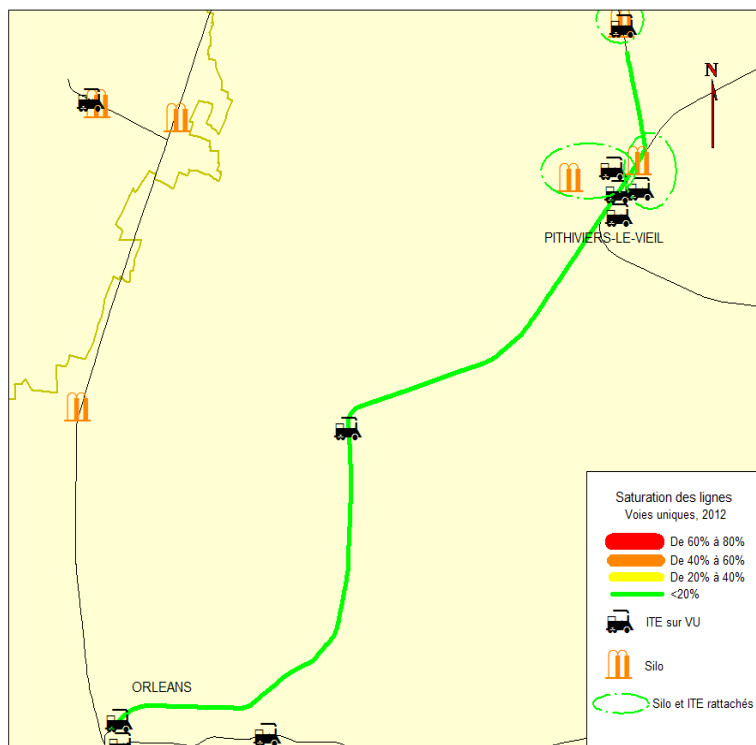 N
PITHIVIERS-LE-VIEIL
ORLEANS
Saturation des lignes
Voies uniques, 2012
De 60% à 80%
De 40% à 60%
De 20% à 40%
<20%
ITE sur VU
Silo
Silo et ITE rattachés